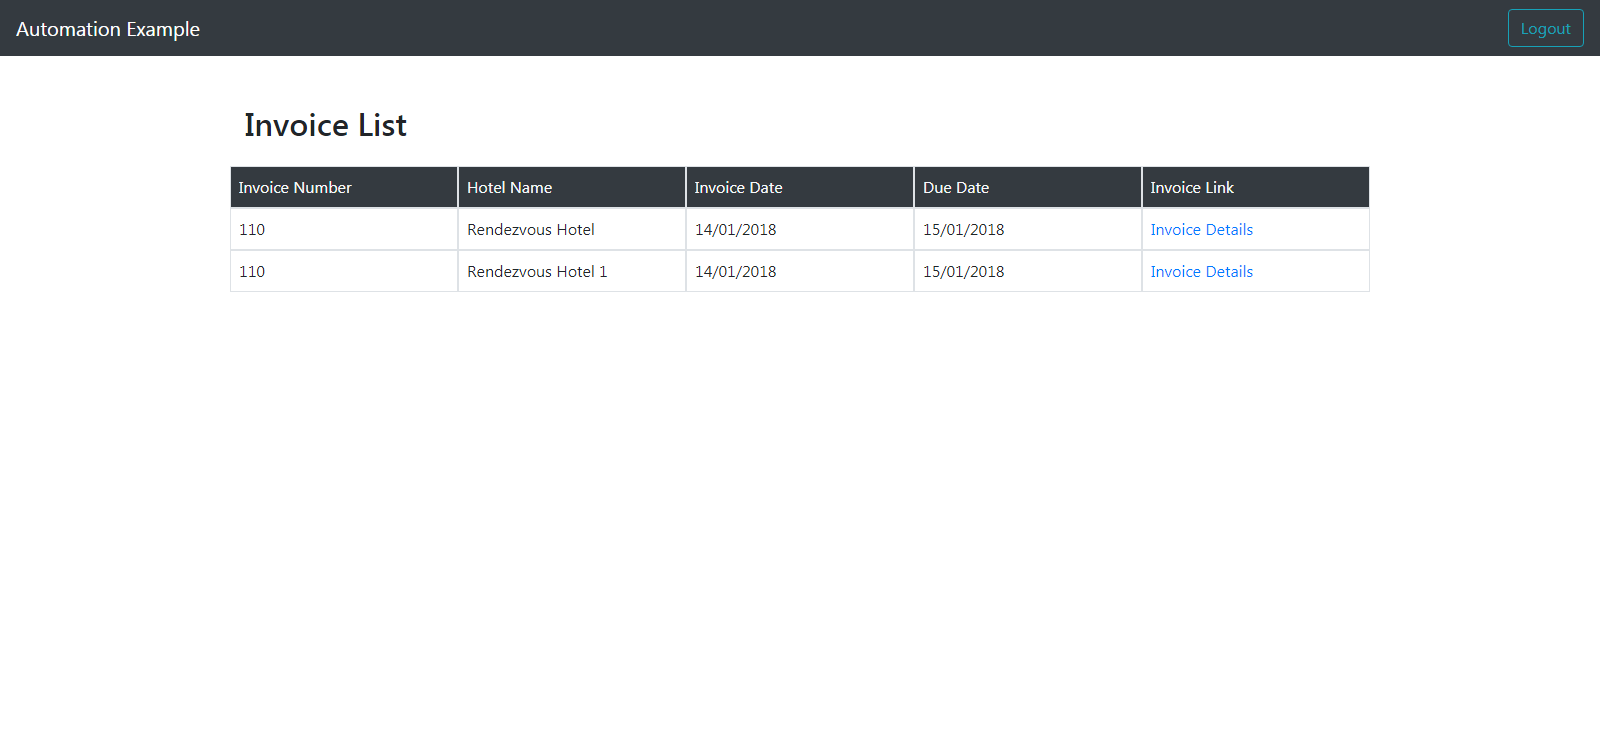 Automation Example
Logout
Invoice List
Invoice Number Hotel Name Invoice Date Due Date Invoice Link
110 Rendezvous Hotel 14/01/2018 15/01/2018 Invoice Details
110 Rendezvous Hotel 1 14/01/2018 15/01/2018 Invoice Details